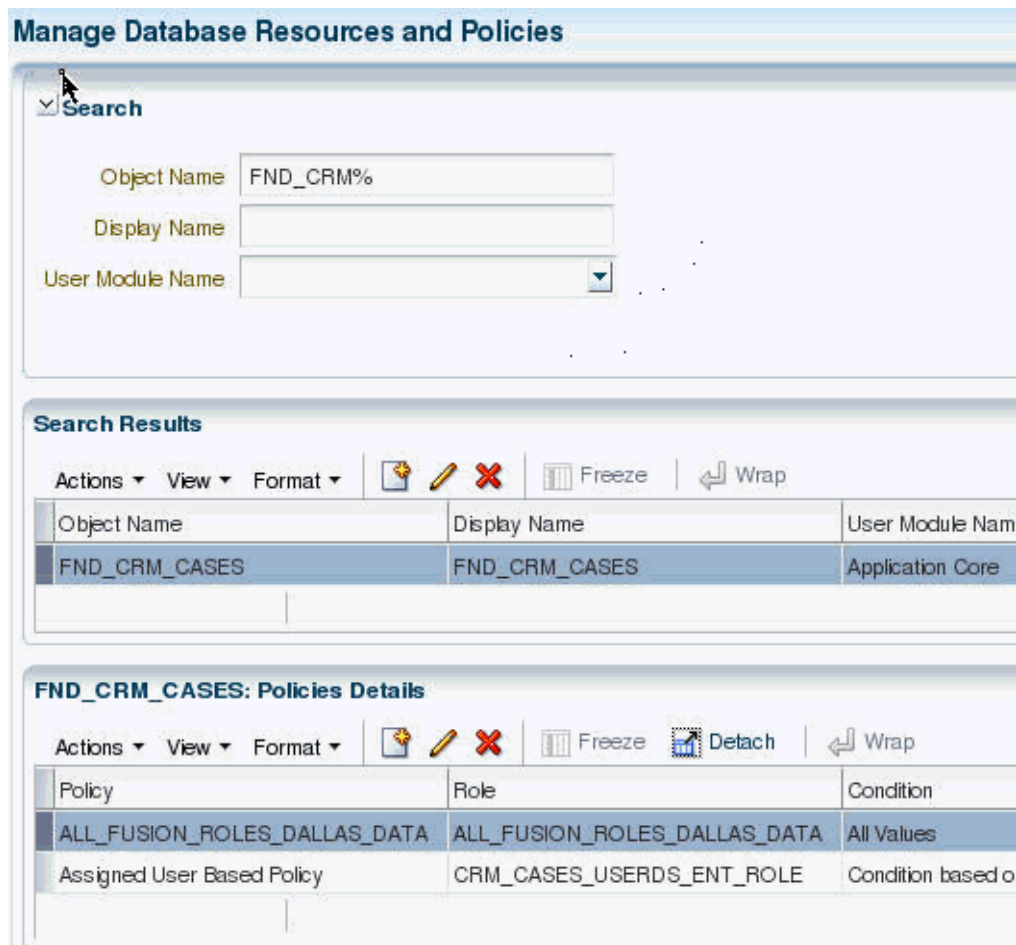 Manage Database Resources and Policies
Search
Object Name FND_CRM%
Display Name
User Module Name
Search Results
Actions View Format Freeze Wrap
Object Name Display Name User Module Nam
FND_CRM_CASES FND_CRM_CASES Application Core
FND_CRM_CASES: Policies Details
Actions View Format Freeze Detach Wrap
Policy Role Condition
ALL_FUSION_ROLES_DALLAS_DATA ALL_FUSION_ROLES_DALLAS_DATA All Values
Assigned User Based Policy CRM_CASES_USERDS_ENT_ROLE Condition based o